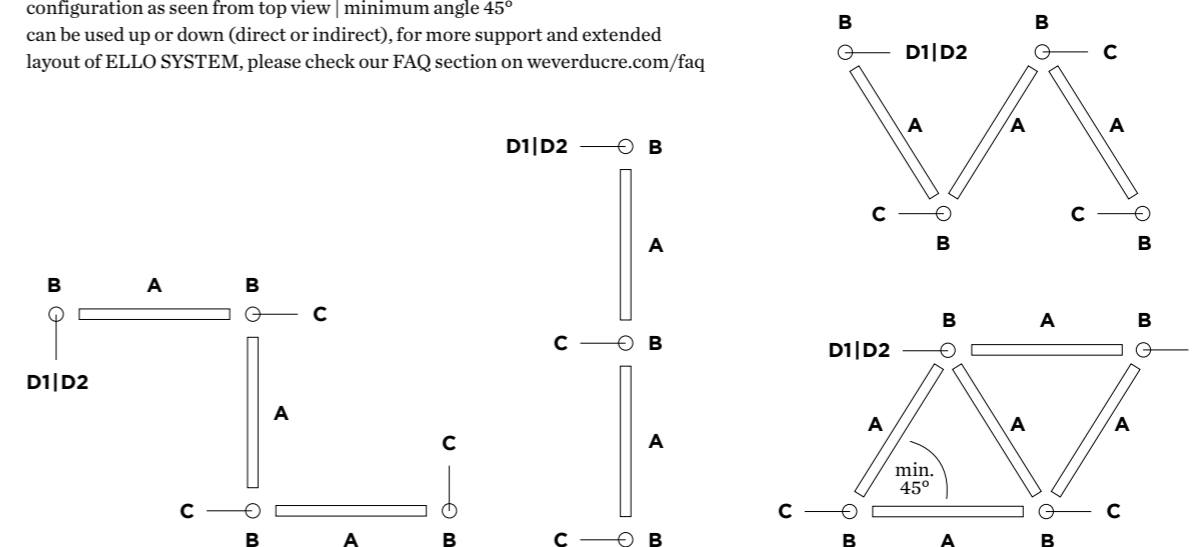 configuration as seen from top view | minimum angle 45º
can be used up or down (direct or indirect), for more support and extended
layout of ELLO SYSTEM, please check our FAQ section on weverducre.com/faq
B B
D1|D2 C
A A A
C C
B B
D1|D2 B
A
C B
A
C B
B A B
C
D1|D2
A
C
C
B A B
B A B
D1|D2
A A A
min.
45º
C C
B A B